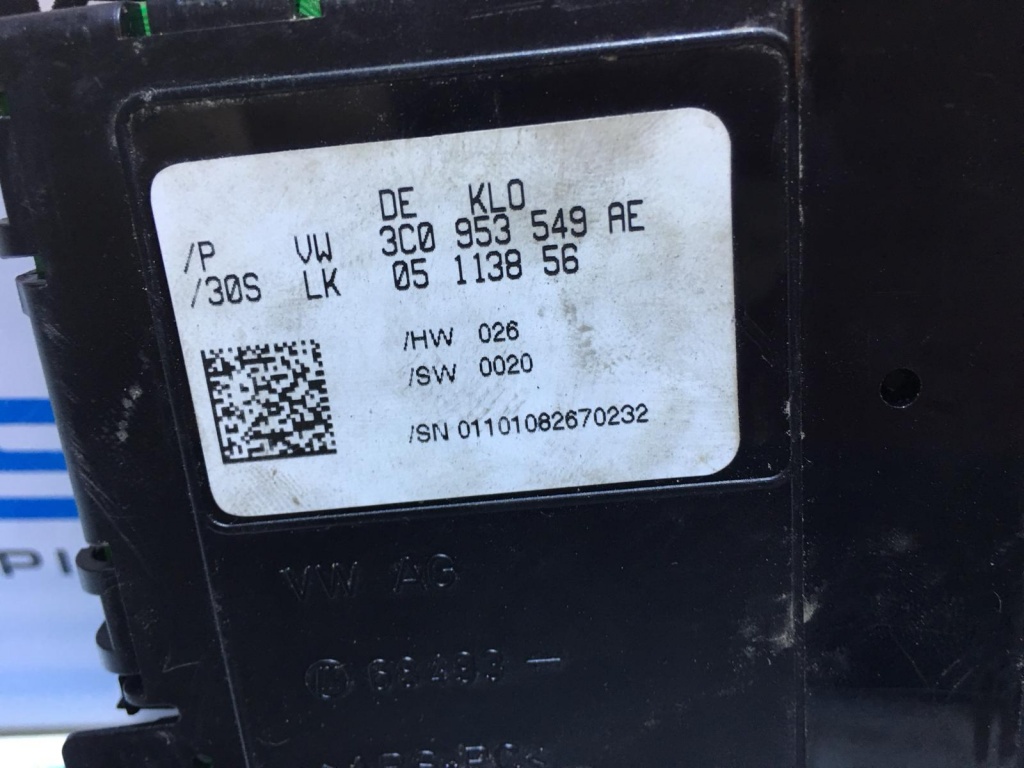 DE KLO
/P VW 3C0 953 549 AE
/30S LK 05 1138 56
/HW 026
/SW 0020
/SN 01101082670232
VW AG
PI